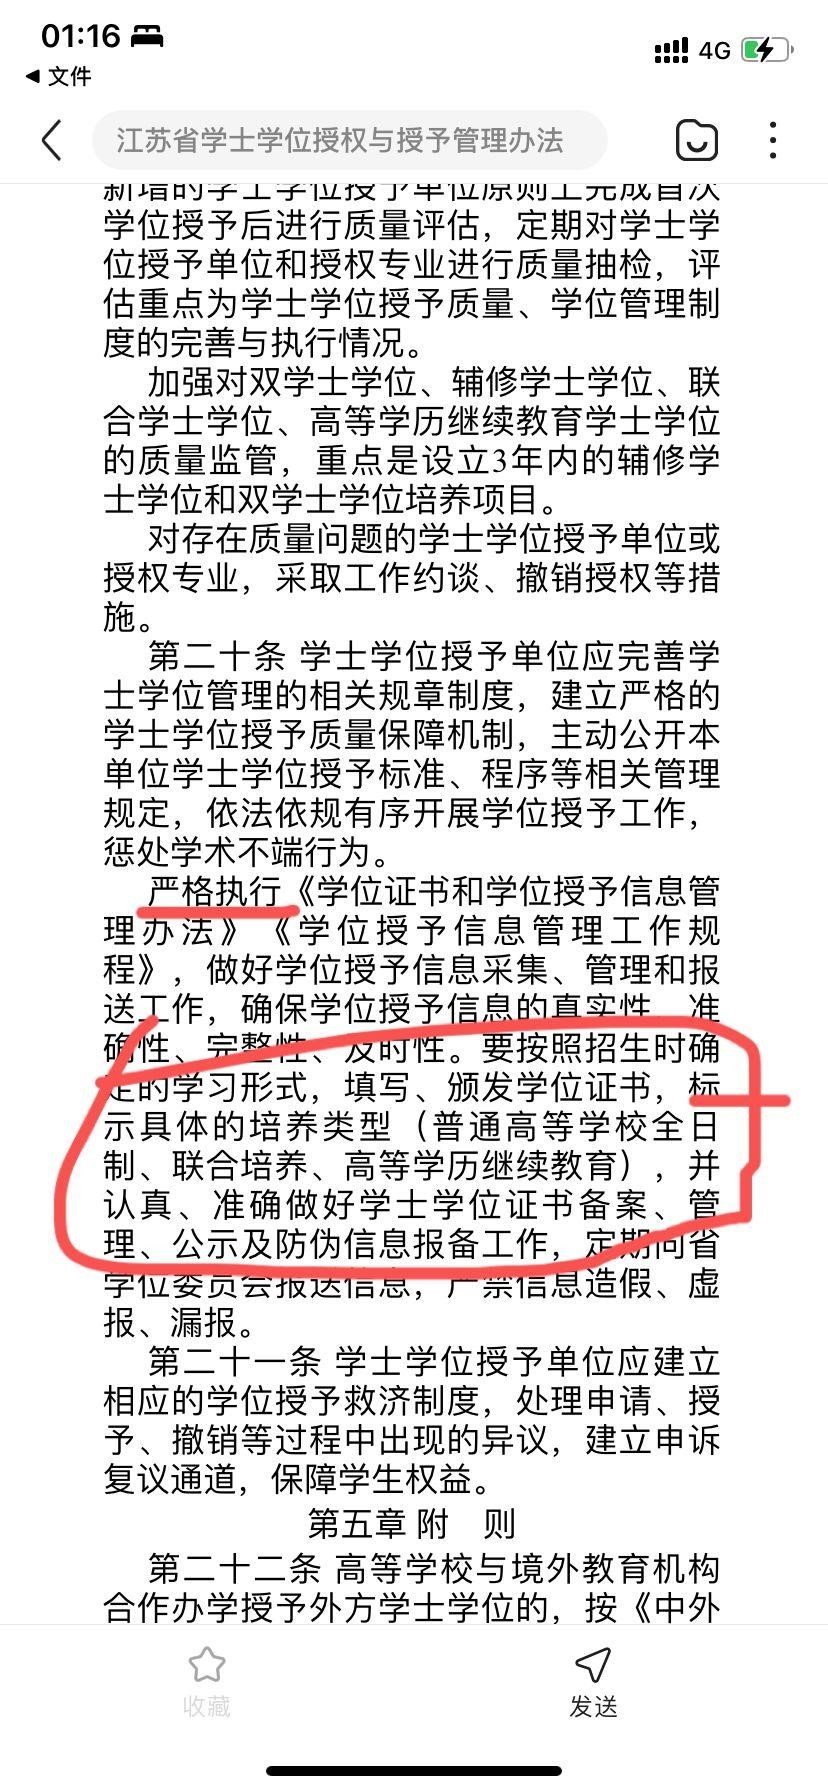 01:16
4G
文件
江苏省学士学位授权与授予管理办法
新增的学士学位授予单位原则上完成首次
学位授予后进行质量评估，定期对学士学
位授予单位和授权专业进行质量抽检，评
估重点为学士学位授予质量、学位管理制
度的完善与执行情况。
加强对双学士学位、辅修学士学位、联
合学士学位、高等学历继续教育学士学位
的质量监管，重点是设立3年内的辅修学
士学位和双学士学位培养项目。
对存在质量问题的学士学位授予单位或
授权专业，采取工作约谈、撤销授权等措
施。
第二十条 学士学位授予单位应完善学
士学位管理的相关规章制度，建立严格的
学士学位授予质量保障机制，主动公开本
单位学士学位授予标准、程序等相关管理
规定，依法依规有序开展学位授予工作，
惩处学术不端行为。
严格执行《学位证书和学位授予信息管
理办法》《学位授予信息管理工作规
程》，做好学位授予信息采集、管理和报
送工作，确保学位授予信息的真实性、准
确性、完整性、及时性。要按照招生时确
定的学习形式，填写、颁发学位证书，标
示具体的培养类型（普通高等学校全日
制、联合培养、高等学历继续教育），并
认真、准确做好学士学位证书备案、管
理、公示及防伪信息报备工作，定期向省
学位委员会报送信息，严禁信息造假、虚
报、漏报。
第二十一条 学士学位授予单位应建立
相应的学位授予救济制度，处理申请、授
予、撤销等过程中出现的异议，建立申诉
复议通道，保障学生权益。
第五章 附　则
第二十二条 高等学校与境外教育机构
合作办学授予外方学士学位的，按《中外
收藏
发送